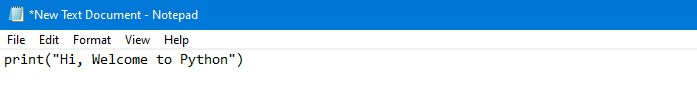 *New Text Document - Notepad
File Edit Format View Help
print("Hi, Welcome to Python")